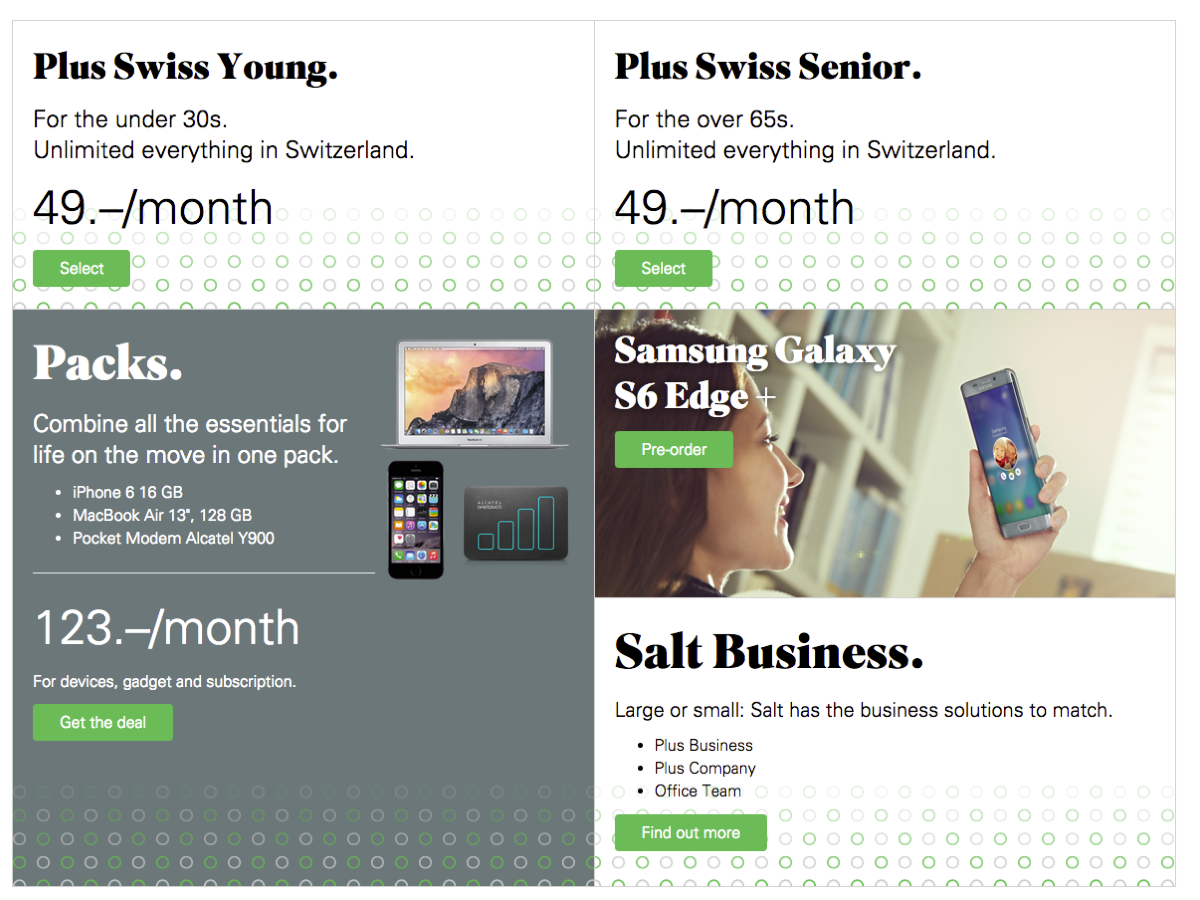 Plus Swiss Young.
For the under 30s.
Unlimited everything in Switzerland.
49.–/month
Select
Plus Swiss Senior.
For the over 65s.
Unlimited everything in Switzerland.
49.–/month
Select
Packs.
Combine all the essentials for
life on the move in one pack.
• iPhone 6 16 GB
• MacBook Air 13", 128 GB
• Pocket Modem Alcatel Y900
ALCATEL
onetouch
123.–/month
For devices, gadget and subscription.
Get the deal
Samsung Galaxy
S6 Edge +
Pre-order
Salt Business.
Large or small: Salt has the business solutions to match.
• Plus Business
• Plus Company
• Office Team
Find out more